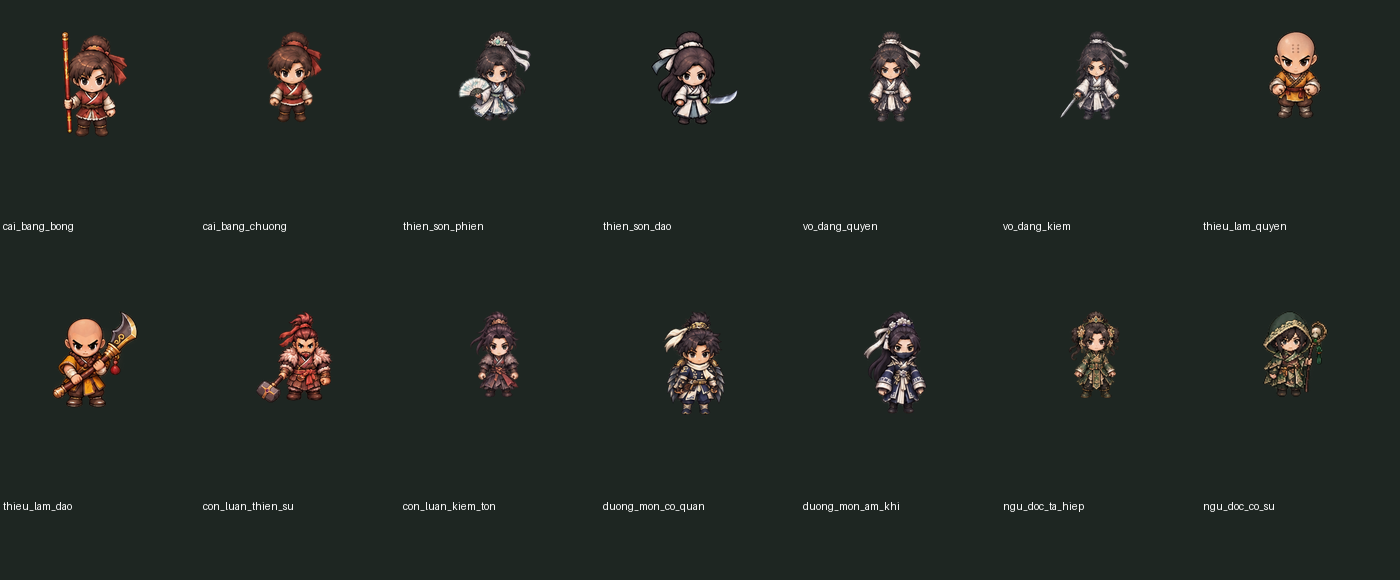 cai_bang_bong
cai_bang_chuong
thien_son_phien
thien_son_dao
vo_dang_quyen
vo_dang_kiem
thieu_lam_quyen
thieu_lam_dao
con_luan_thien_su
con_luan_kiem_ton
duong_mon_co_quan
duong_mon_am_khi
ngu_doc_ta_hiep
ngu_doc_co_su